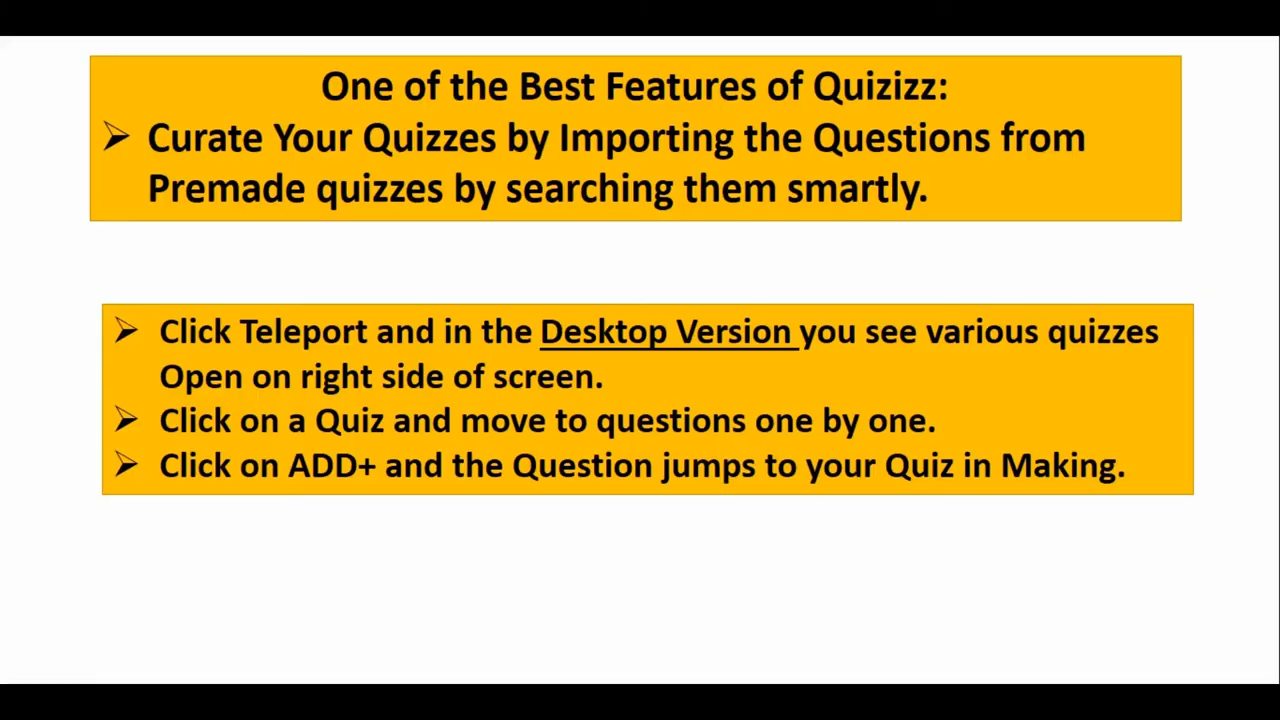 One of the Best Features of Quizizz:
➢ Curate Your Quizzes by Importing the Questions from
Premade quizzes by searching them smartly.
➢ Click Teleport and in the Desktop Version you see various quizzes
Open on right side of screen.
➢ Click on a Quiz and move to questions one by one.
➢ Click on ADD+ and the Question jumps to your Quiz in Making.